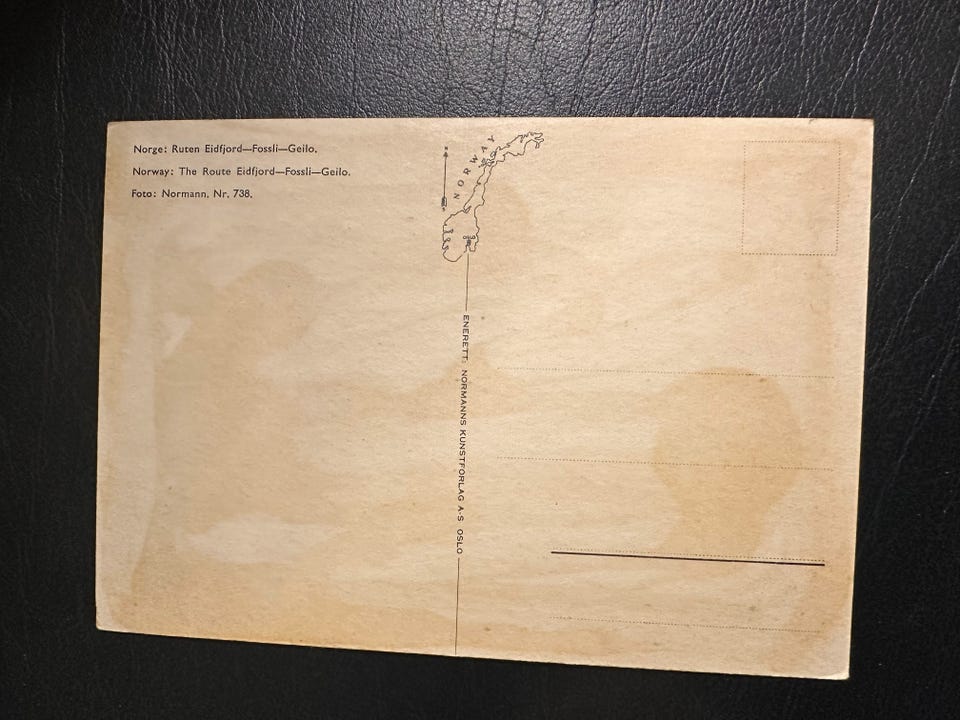 Norge: Ruten Eidfjord—Fossli—Geilo.
Norway: The Route Eidfjord—Fossli—Geilo.
Foto: Normann. Nr. 738.
NORWAY
ENERETT: NORMANNS KUNSTFORLAG A-S OSLO